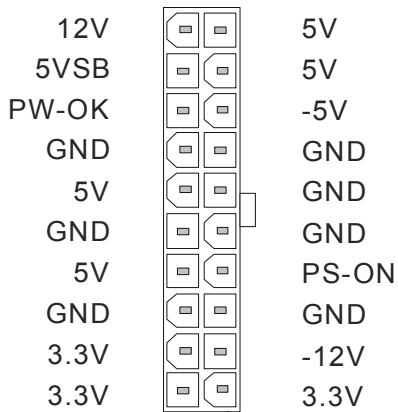 12V 5V
5VSB 5V
PW-OK -5V
GND GND
5V GND
GND GND
5V PS-ON
GND GND
3.3V -12V
3.3V 3.3V